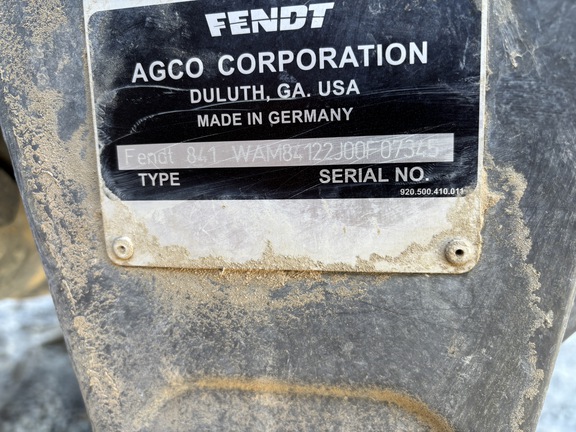 FENDT
AGCO CORPORATION
DULUTH, GA. USA
MADE IN GERMANY
Fendt 841 WAM84122J00F07345
TYPE SERIAL NO.
920.500.410.011